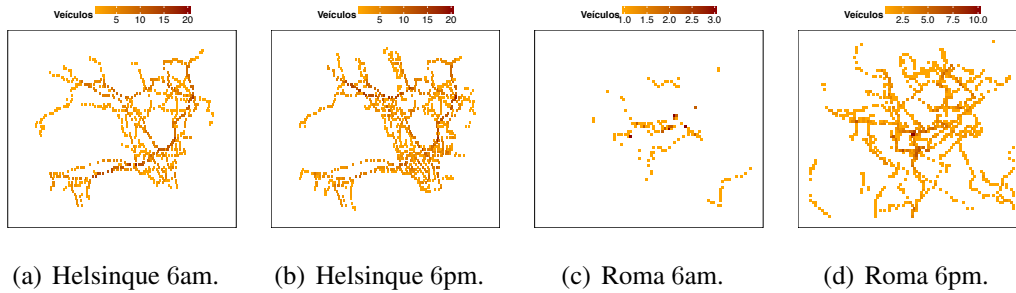 Veículos 5 10 15 20
Veículos 5 10 15 20
Veículos 1.0 1.5 2.0 2.5 3.0
Veículos 2.5 5.0 7.5 10.0
(a) Helsinque 6am.
(b) Helsinque 6pm.
(c) Roma 6am.
(d) Roma 6pm.